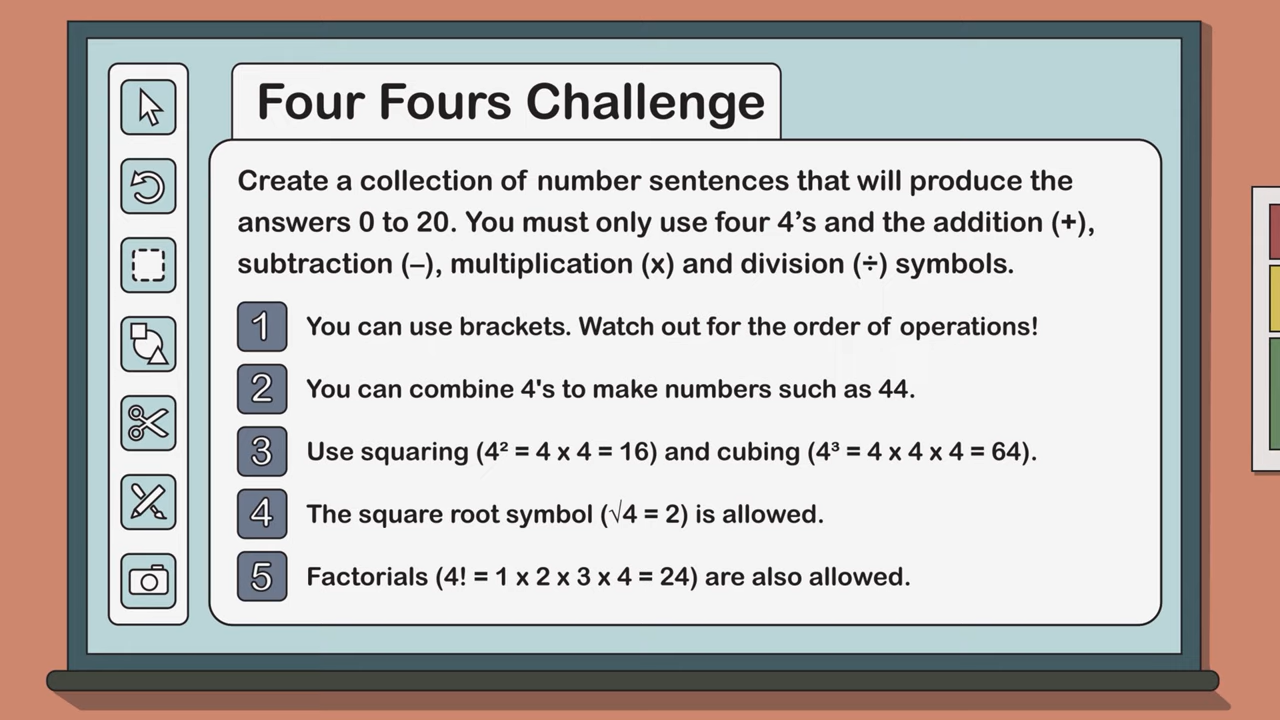 Four Fours Challenge
Create a collection of number sentences that will produce the
answers 0 to 20. You must only use four 4’s and the addition (+),
subtraction (–), multiplication (x) and division (÷) symbols.
1 You can use brackets. Watch out for the order of operations!
2 You can combine 4's to make numbers such as 44.
3 Use squaring (4² = 4 x 4 = 16) and cubing (4³ = 4 x 4 x 4 = 64).
4 The square root symbol (√4 = 2) is allowed.
5 Factorials (4! = 1 x 2 x 3 x 4 = 24) are also allowed.